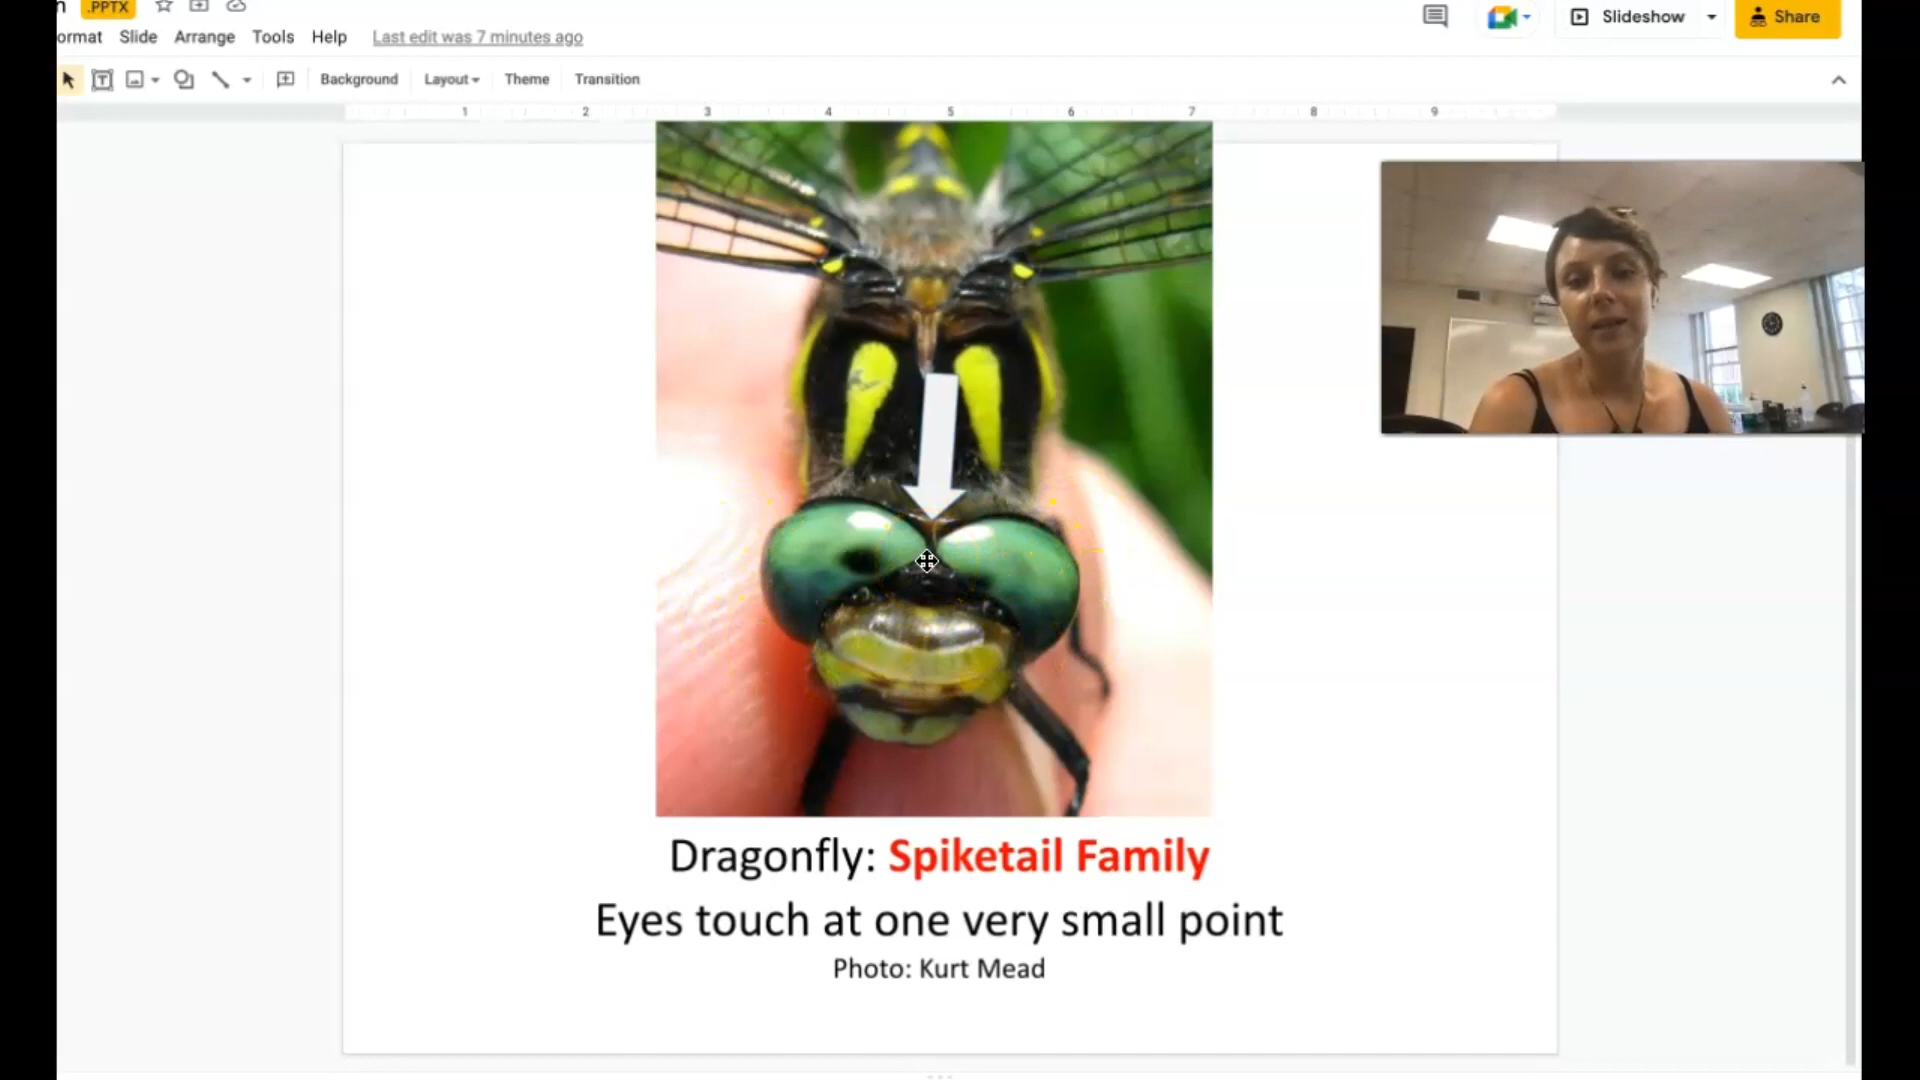 .PPTX
ormat Slide Arrange Tools Help Last edit was 7 minutes ago
Slideshow
Share
Background Layout Theme Transition
1 2 3 4 5 6 7 8 9
Dragonfly: Spiketail Family
Eyes touch at one very small point
Photo: Kurt Mead